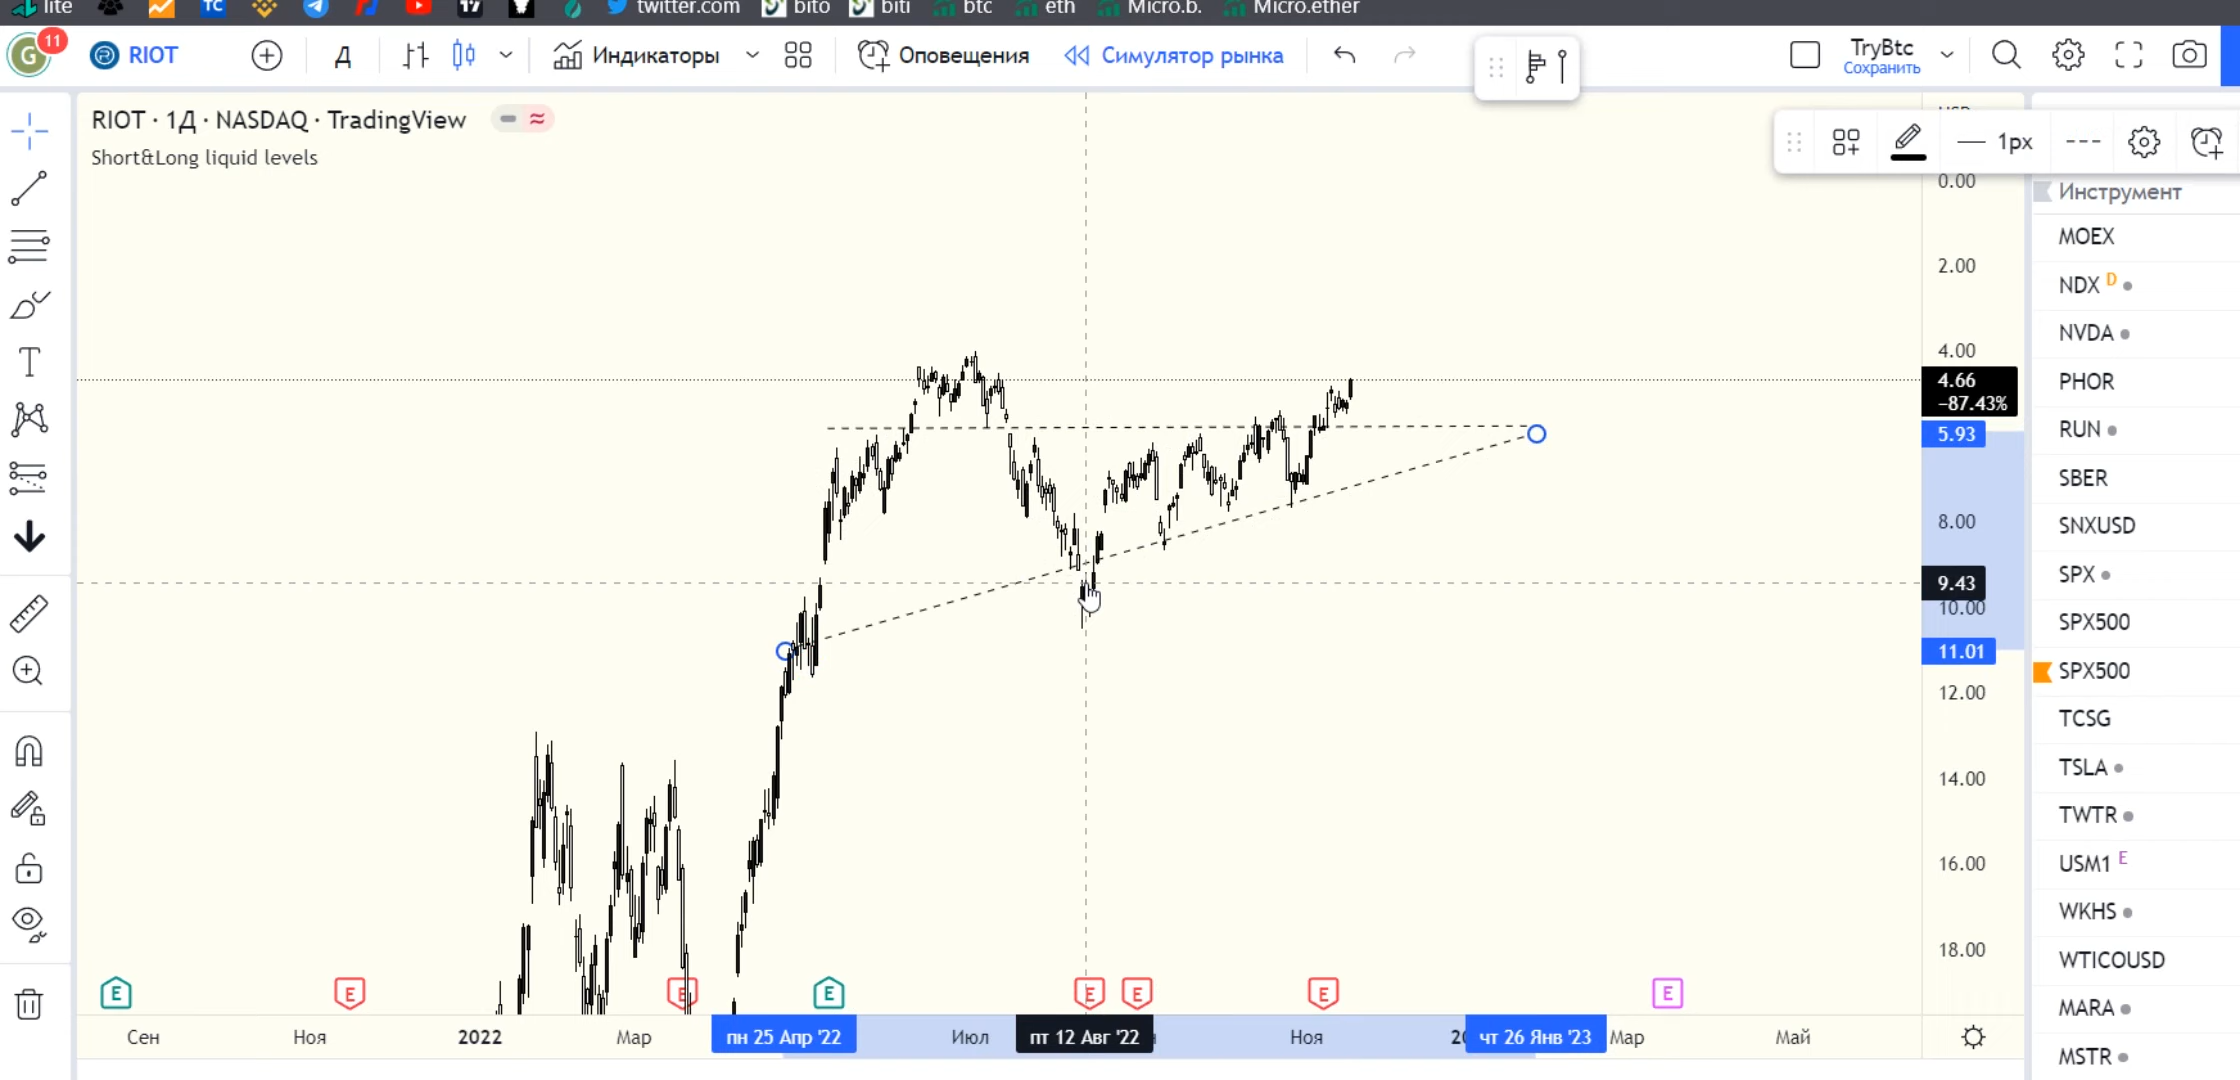 lite
TC
17
twitter.com
bito
biti
btc
eth
Micro.b.
Micro.ether
G
11
RIOT
Д
Индикаторы
Оповещения
Симулятор рынка
TryBtc
Сохранить
RIOT · 1Д · NASDAQ · TradingView
Short&Long liquid levels
1px
0.00
2.00
4.00
4.66
−87.43%
5.93
8.00
9.43
10.00
11.01
12.00
14.00
16.00
18.00
Инструмент
MOEX
NDX D
NVDA
PHOR
RUN
SBER
SNXUSD
SPX
SPX500
SPX500
TCSG
TSLA
TWTR
USM1 E
WKHS
WTICOUSD
MARA
MSTR
E
E
E
E
E
E
E
E
Сен
Ноя
2022
Мар
пн 25 Апр '22
Июл
пт 12 Авг '22
Ноя
чт 26 Янв '23
Мар
Май